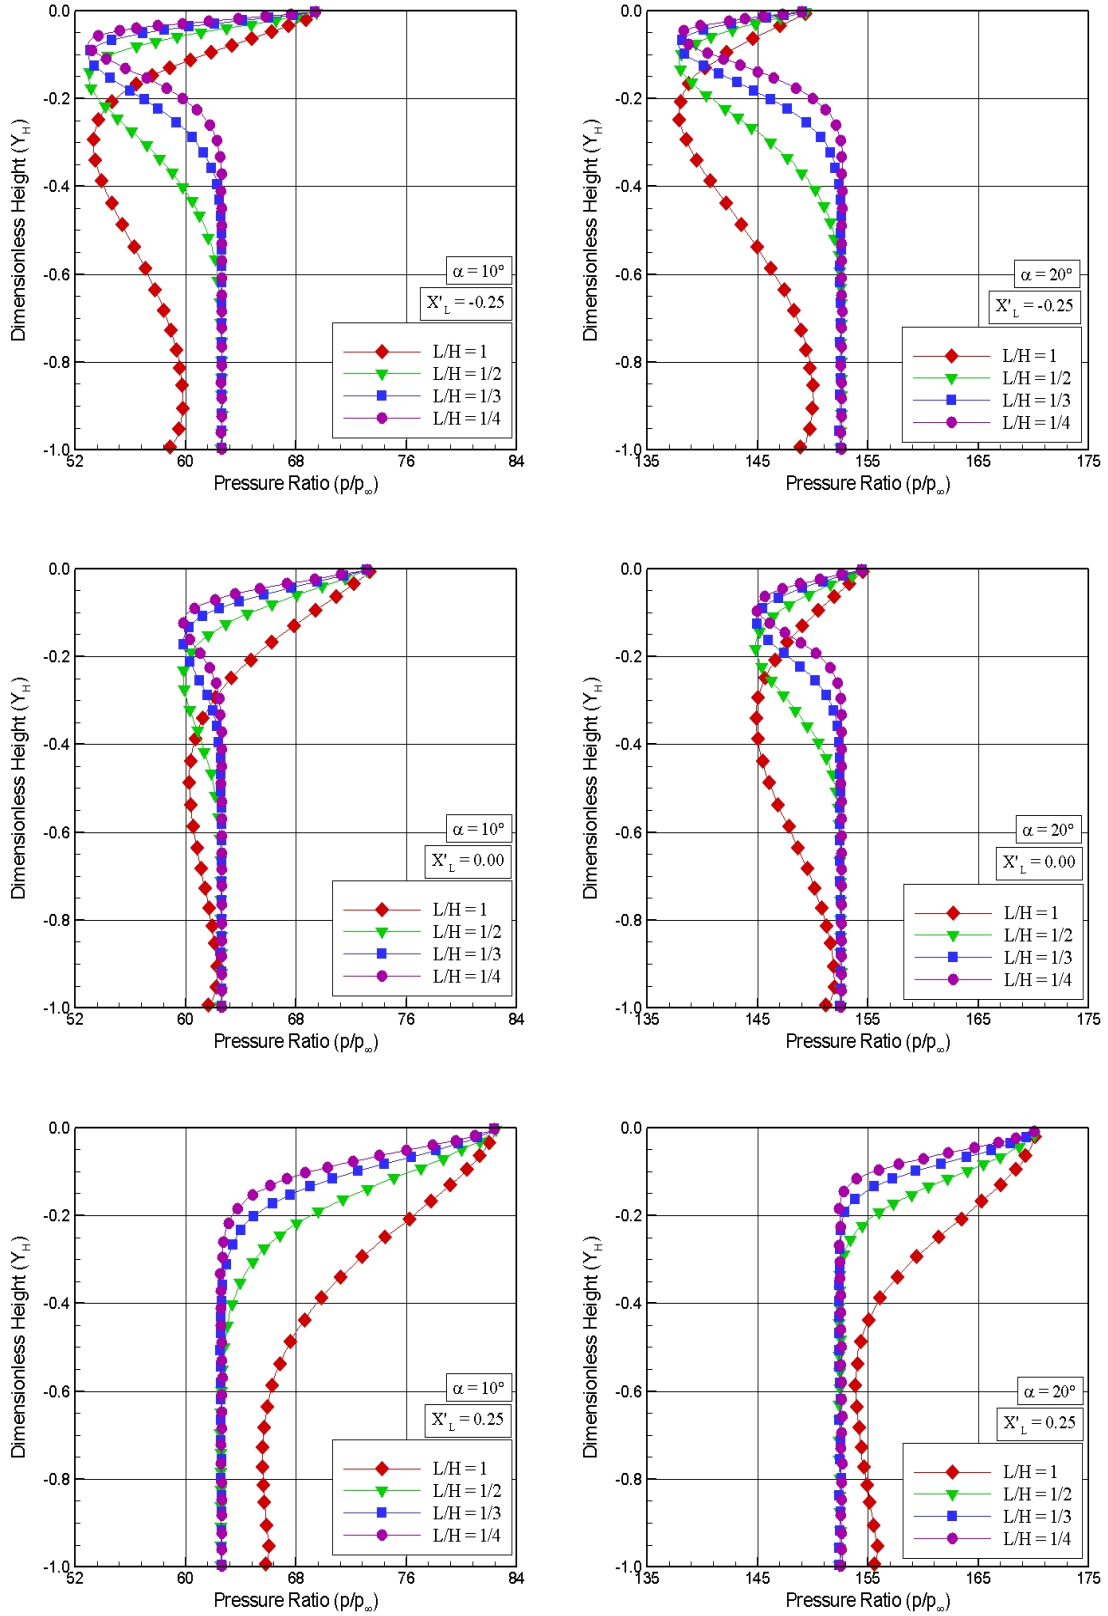 0.0
-0.2
-0.4
-0.6
-0.8
-1.0
Dimensionless Height (Y_H)
52 60 68 76 84
Pressure Ratio (p/p∞)
α = 10°
X'_L = -0.25
L/H = 1
L/H = 1/2
L/H = 1/3
L/H = 1/4
0.0
-0.2
-0.4
-0.6
-0.8
-1.0
Dimensionless Height (Y_H)
135 145 155 165 175
Pressure Ratio (p/p∞)
α = 20°
X'_L = -0.25
L/H = 1
L/H = 1/2
L/H = 1/3
L/H = 1/4
0.0
-0.2
-0.4
-0.6
-0.8
-1.0
Dimensionless Height (Y_H)
52 60 68 76 84
Pressure Ratio (p/p∞)
α = 10°
X'_L = 0.00
L/H = 1
L/H = 1/2
L/H = 1/3
L/H = 1/4
0.0
-0.2
-0.4
-0.6
-0.8
-1.0
Dimensionless Height (Y_H)
135 145 155 165 175
Pressure Ratio (p/p∞)
α = 20°
X'_L = 0.00
L/H = 1
L/H = 1/2
L/H = 1/3
L/H = 1/4
0.0
-0.2
-0.4
-0.6
-0.8
-1.0
Dimensionless Height (Y_H)
52 60 68 76 84
Pressure Ratio (p/p∞)
α = 10°
X'_L = 0.25
L/H = 1
L/H = 1/2
L/H = 1/3
L/H = 1/4
0.0
-0.2
-0.4
-0.6
-0.8
-1.0
Dimensionless Height (Y_H)
135 145 155 165 175
Pressure Ratio (p/p∞)
α = 20°
X'_L = 0.25
L/H = 1
L/H = 1/2
L/H = 1/3
L/H = 1/4